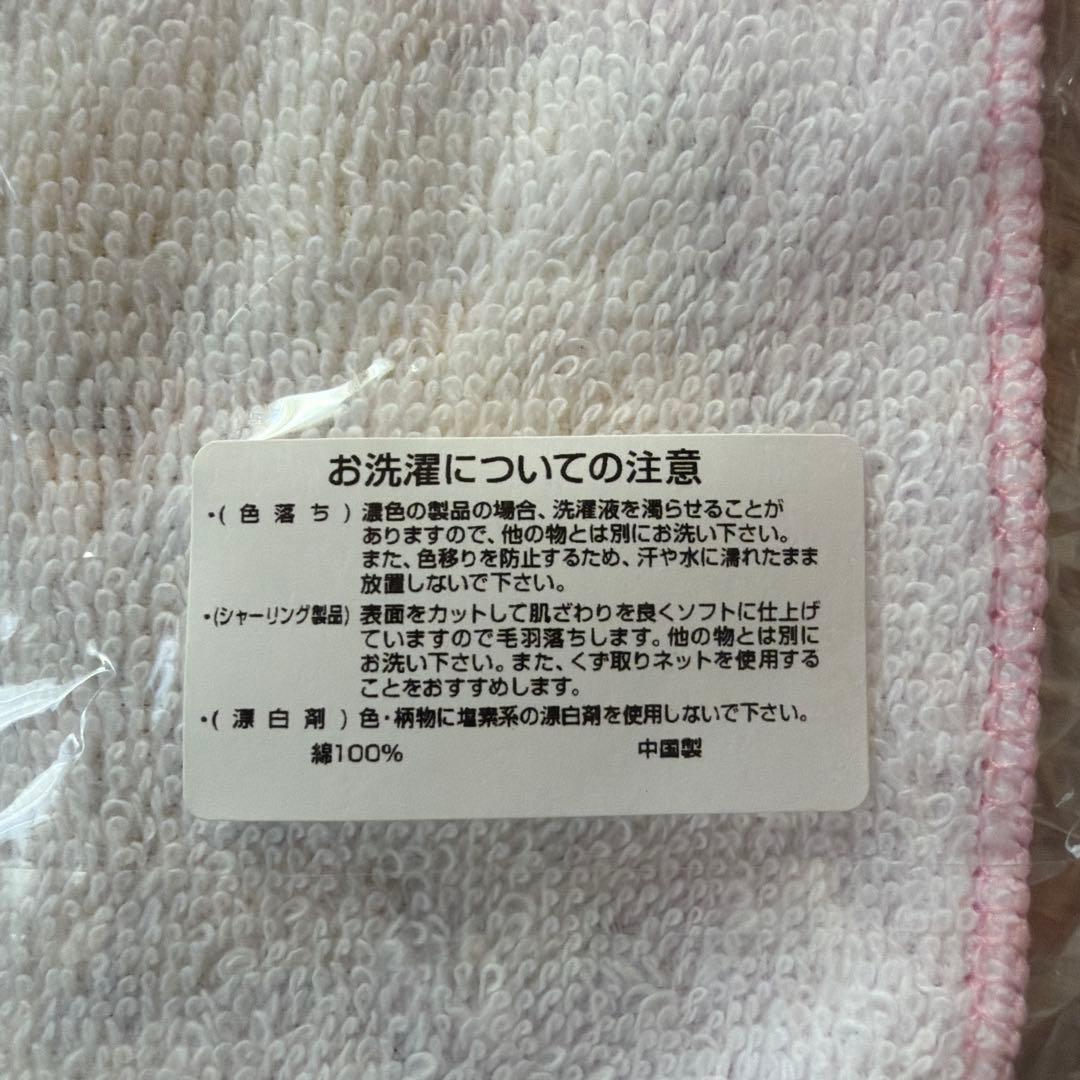 お洗濯についての注意
・( 色 落 ち ) 濃色の製品の場合、洗濯液を濁らせることが
ありますので、他の物とは別にお洗い下さい。
また、色移りを防止するため、汗や水に濡れたまま
放置しないで下さい。
・(シャーリング製品) 表面をカットして肌ざわりを良くソフトに仕上げ
ていますので毛羽落ちします。他の物とは別に
お洗い下さい。また、くず取りネットを使用する
ことをおすすめします。
・( 漂 白 剤 ) 色・柄物に塩素系の漂白剤を使用しないで下さい。
綿100% 中国製